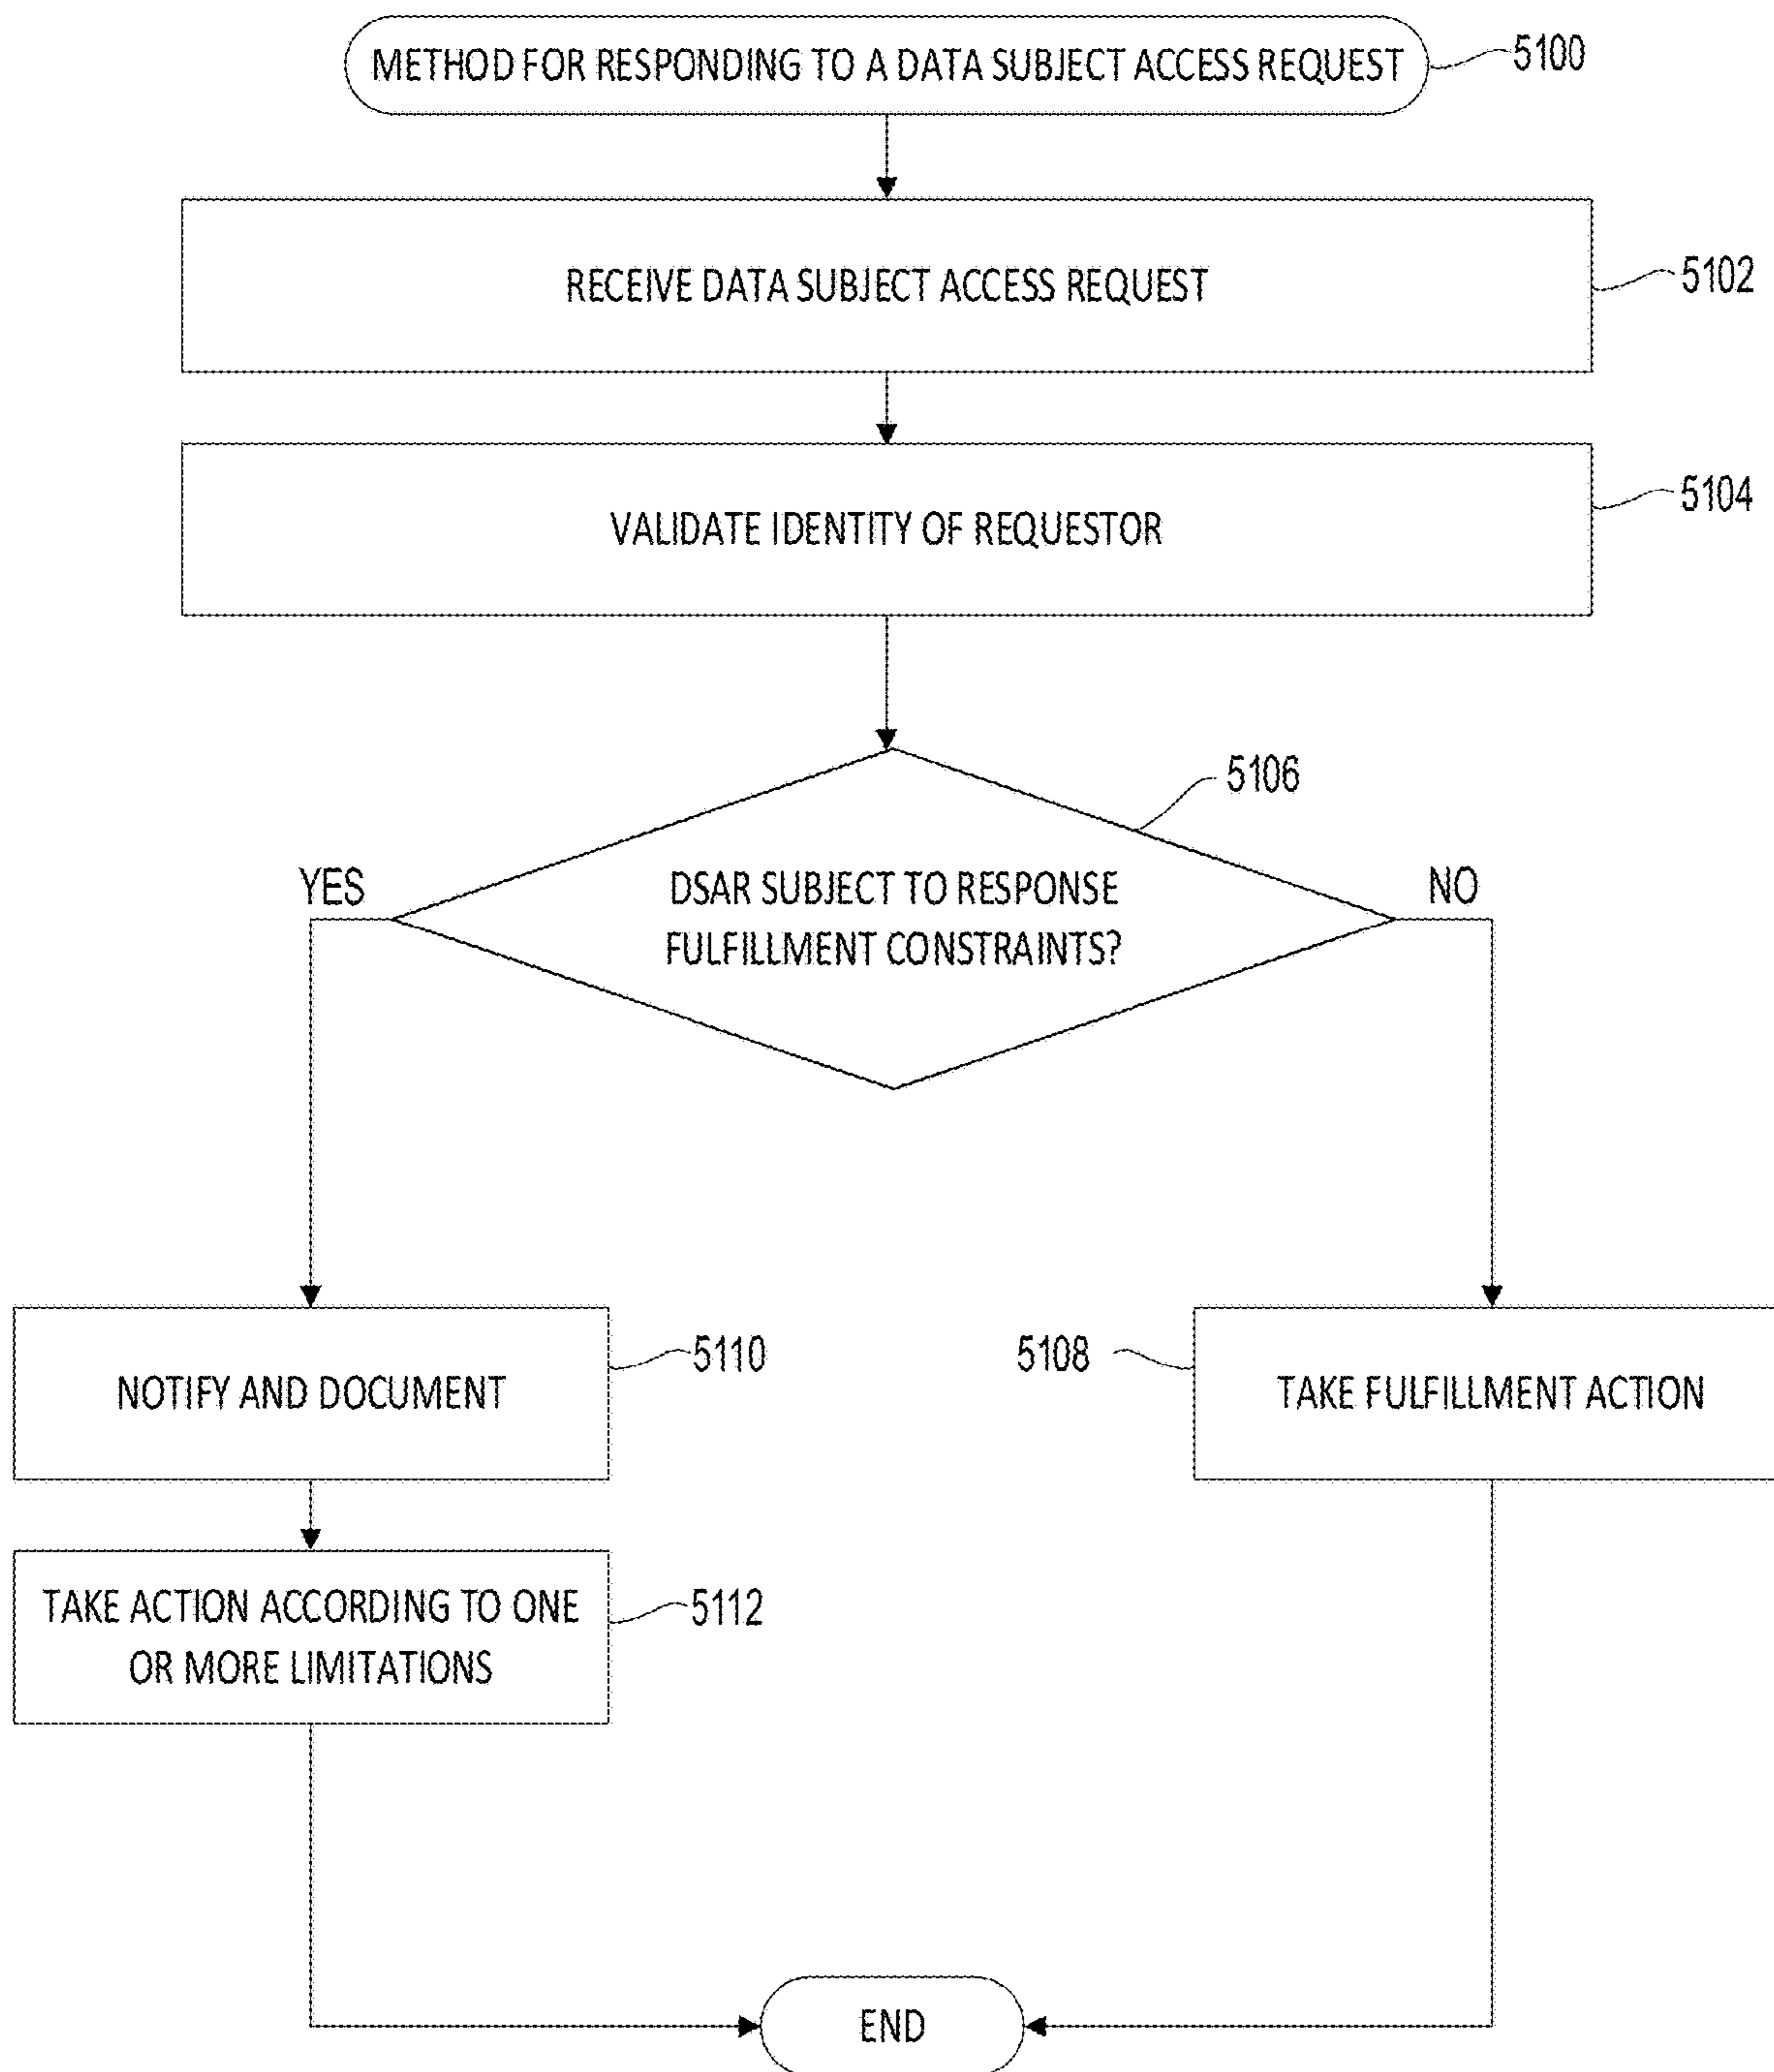 METHOD FOR RESPONDING TO A DATA SUBJECT ACCESS REQUEST
5100
RECEIVE DATA SUBJECT ACCESS REQUEST
5102
VALIDATE IDENTITY OF REQUESTOR
5104
5106
YES
DSAR SUBJECT TO RESPONSE
FULFILLMENT CONSTRAINTS?
NO
NOTIFY AND DOCUMENT
5110
5108
TAKE FULFILLMENT ACTION
TAKE ACTION ACCORDING TO ONE
OR MORE LIMITATIONS
5112
END